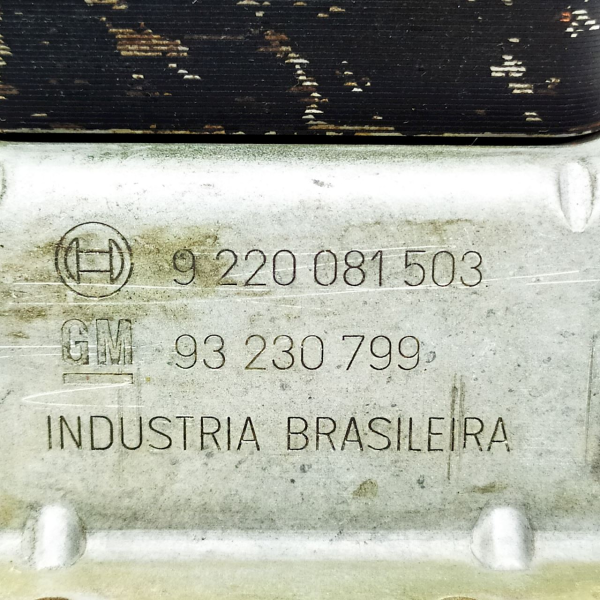 9 220 081 503
GM 93 230 799
INDUSTRIA BRASILEIRA